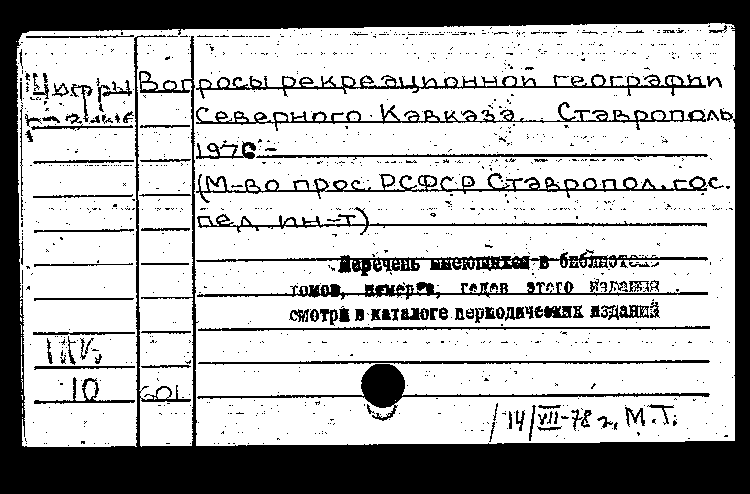 Шифры Вопросы рекреационной географии
Северного Кавказа. Ставрополь
1976 -
(М-во прос. РСФСР. Ставропол. гос.
пед. ин-т)
Перечень имеющихся в библиотеке
томов, номеров, годов этого издания
смотри в каталоге периодических изданий
10 601
14/VII-78 г. М.Т.